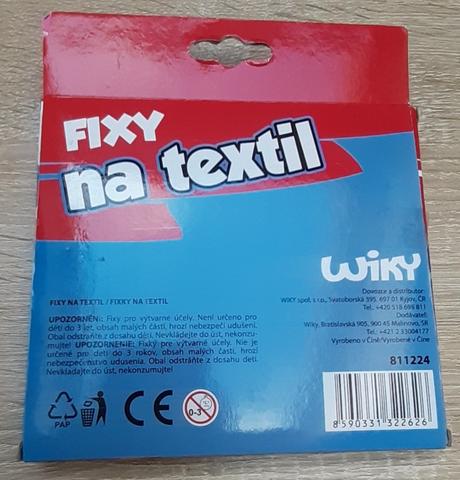 FIXY
na textil
WiKY
Dovozce a distributor:
WIKY spol. s r.o., Svatoborská 395, 697 01 Kyjov, ČR
Tel.: +420 518 698 811
Dodávateľ:
Wiky, Bratislavská 905, 900 45 Malinovo, SR
Tel.: +421 2 33004177
Vyrobeno v Číně/Vyrobené v Číne
811224
FIXY NA TEXTIL / FIXKY NA TEXTIL
UPOZORNĚNÍ: Fixy pro výtvarné účely. Není určeno pro
děti do 3 let, obsah malých částí, hrozí nebezpečí udušení.
Obal odstraňte z dosahu dětí. Nevkládejte do úst, nekonzu-
mujte! UPOZORNENIE: Fixky pre výtvarné účely. Nie je
určené pre deti do 3 rokov, obsah malých častí, hrozí
nebezpečenstvo udusenia. Obal odstráňte z dosahu detí.
Nevkladajte do úst, nekonzumujte!
PAP
CE
0-3
8590331322626